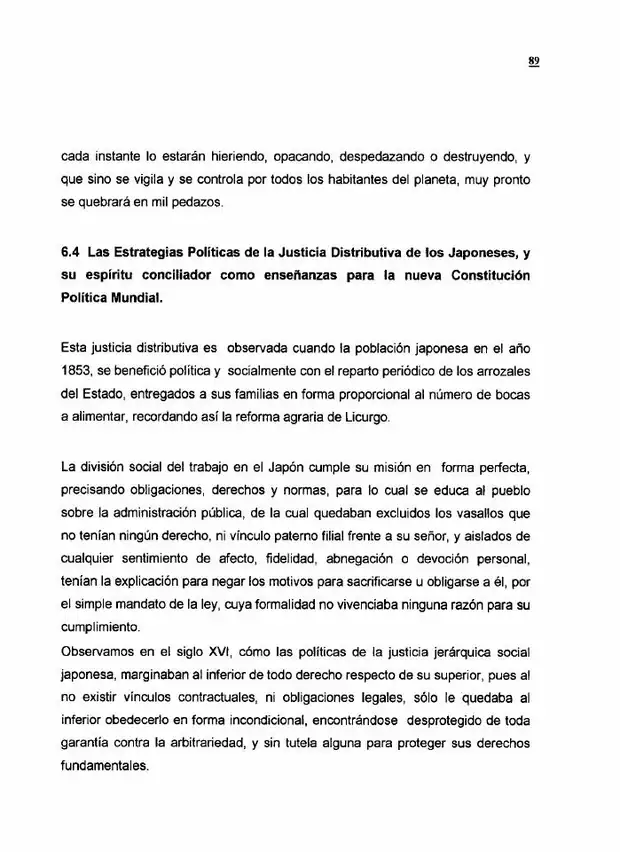 89
cada instante lo estarán hieriendo, opacando, despedazando o destruyendo, y
que sino se vigila y se controla por todos los habitantes del planeta, muy pronto
se quebrará en mil pedazos.
6.4 Las Estrategias Políticas de la Justicia Distributiva de los Japoneses, y
su espíritu conciliador como enseñanzas para la nueva Constitución
Política Mundial.
Esta justicia distributiva es observada cuando la población japonesa en el año
1853, se benefició política y socialmente con el reparto periódico de los arrozales
del Estado, entregados a sus familias en forma proporcional al número de bocas
a alimentar, recordando así la reforma agraria de Licurgo.
La división social del trabajo en el Japón cumple su misión en forma perfecta,
precisando obligaciones, derechos y normas, para lo cual se educa al pueblo
sobre la administración pública, de la cual quedaban excluidos los vasallos que
no tenían ningún derecho, ni vínculo paterno filial frente a su señor, y aislados de
cualquier sentimiento de afecto, fidelidad, abnegación o devoción personal,
tenían la explicación para negar los motivos para sacrificarse u obligarse a él, por
el simple mandato de la ley, cuya formalidad no vivenciaba ninguna razón para su
cumplimiento.
Observamos en el siglo XVI, cómo las políticas de la justicia jerárquica social
japonesa, marginaban al inferior de todo derecho respecto de su superior, pues al
no existir vínculos contractuales, ni obligaciones legales, sólo le quedaba al
inferior obedecerlo en forma incondicional, encontrándose desprotegido de toda
garantía contra la arbitrariedad, y sin tutela alguna para proteger sus derechos
fundamentales.